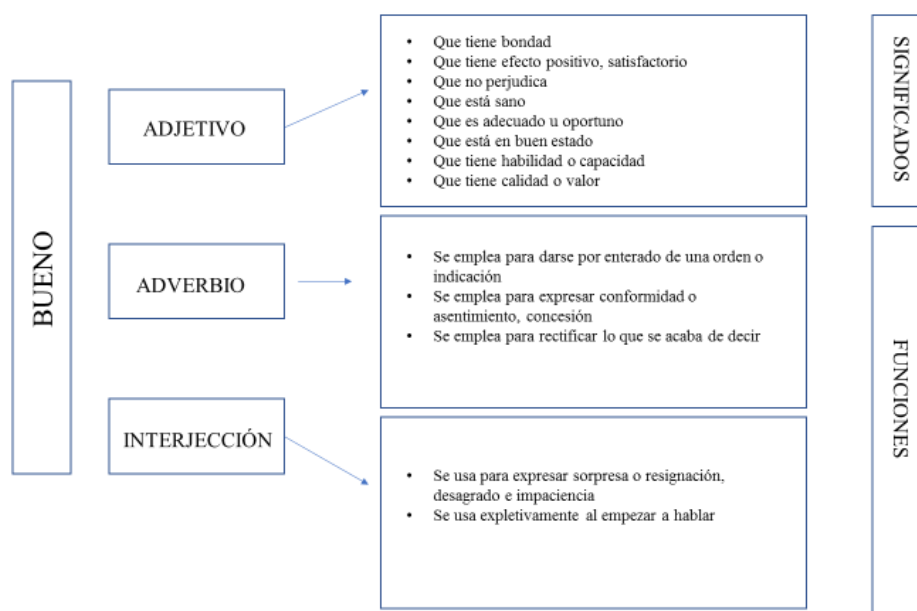 BUENO
ADJETIVO
• Que tiene bondad
• Que tiene efecto positivo, satisfactorio
• Que no perjudica
• Que está sano
• Que es adecuado u oportuno
• Que está en buen estado
• Que tiene habilidad o capacidad
• Que tiene calidad o valor
SIGNIFICADOS
ADVERBIO
• Se emplea para darse por enterado de una orden o
indicación
• Se emplea para expresar conformidad o
asentimiento, concesión
• Se emplea para rectificar lo que se acaba de decir
INTERJECCIÓN
• Se usa para expresar sorpresa o resignación,
desagrado e impaciencia
• Se usa expletivamente al empezar a hablar
FUNCIONES